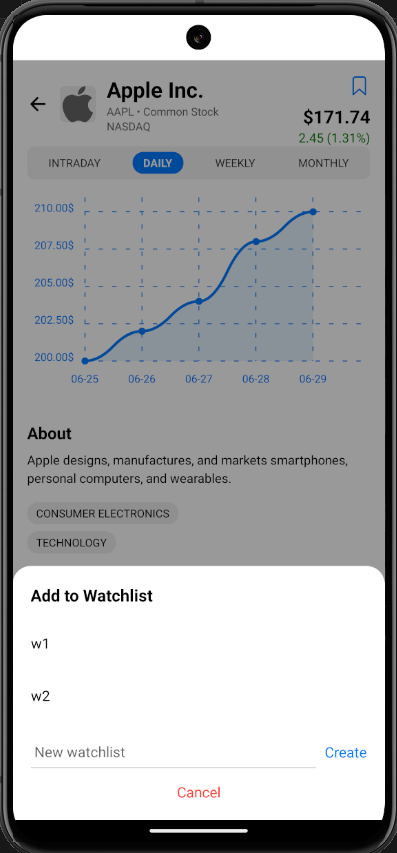 Apple Inc.
AAPL • Common Stock
NASDAQ
$171.74
2.45 (1.31%)
INTRADAY DAILY WEEKLY MONTHLY
210.00$
207.50$
205.00$
202.50$
200.00$
06-25 06-26 06-27 06-28 06-29
About
Apple designs, manufactures, and markets smartphones,
personal computers, and wearables.
CONSUMER ELECTRONICS
TECHNOLOGY
Add to Watchlist
w1
w2
New watchlist Create
Cancel